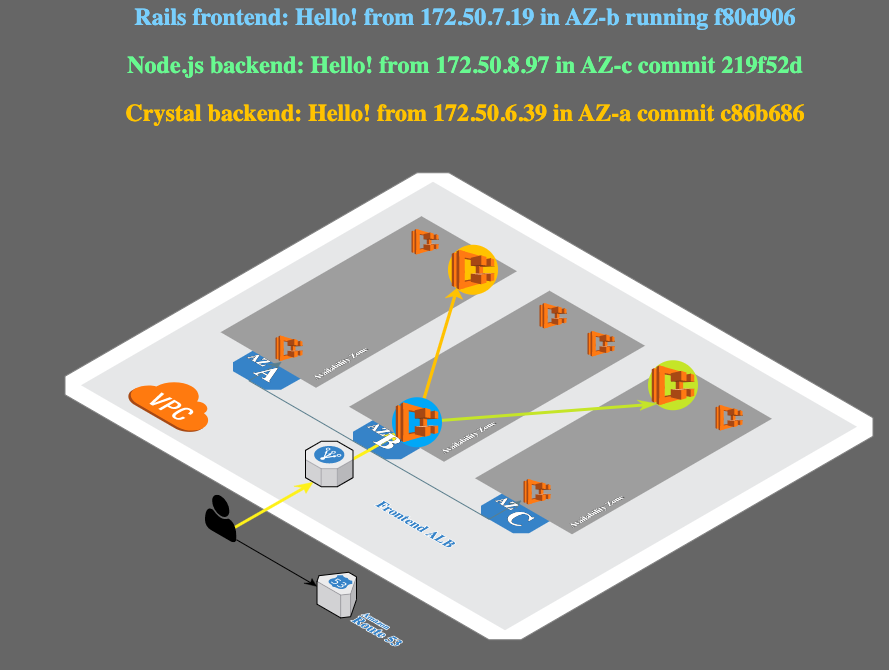 Rails frontend: Hello! from 172.50.7.19 in AZ-b running f80d906
Node.js backend: Hello! from 172.50.8.97 in AZ-c commit 219f52d
Crystal backend: Hello! from 172.50.6.39 in AZ-a commit c86b686
Availability Zone
AZ A
VPC
AZ B
Availability Zone
AZ C
Availability Zone
Frontend ALB
53
Amazon
Route 53